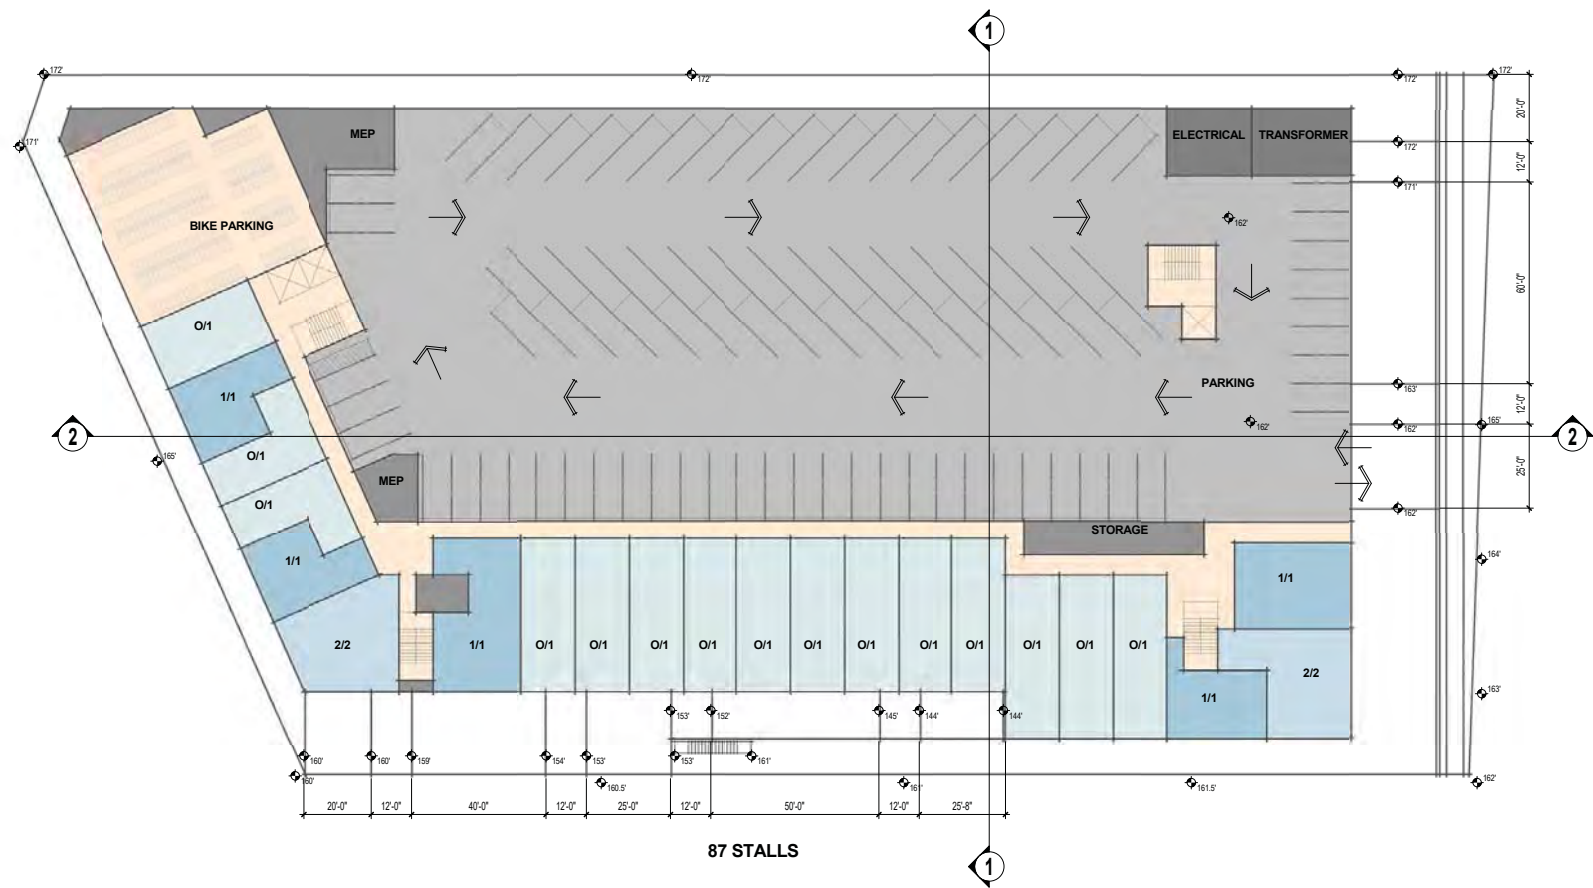 1
172'
172'
172'
172'
20'-0"
MEP
ELECTRICAL
TRANSFORMER
171'
172'
12'-0"
171'
BIKE PARKING
162'
60'-0"
O/1
PARKING
163'
1/1
12'-0"
162'
162'
165'
2
2
O/1
165'
25'-0"
MEP
O/1
162'
STORAGE
1/1
164'
1/1
2/2
1/1
O/1
O/1
O/1
O/1
O/1
O/1
O/1
O/1
O/1
O/1
O/1
O/1
2/2
1/1
163'
153'
152'
145'
144'
144'
160'
160'
159'
154'
153'
153'
161'
160'
160.5'
161'
161.5'
162'
20'-0"
12'-0"
40'-0"
12'-0"
25'-0"
12'-0"
50'-0"
12'-0"
25'-8"
87 STALLS
1